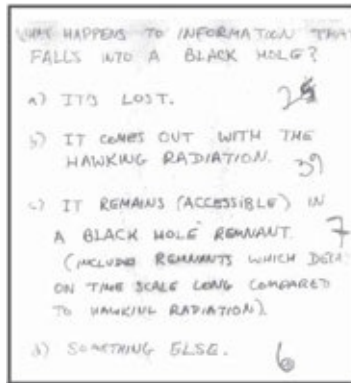 WHAT HAPPENS TO INFORMATION THAT
FALLS INTO A BLACK HOLE?
a) IT'S LOST. 25
b) IT COMES OUT WITH THE
HAWKING RADIATION. 39
c) IT REMAINS (ACCESSIBLE) IN
A BLACK HOLE REMNANT. 7
(INCLUDE REMNANTS WHICH DECAY
ON TIME SCALE LONG COMPARED
TO HAWKING RADIATION).
d) SOMETHING ELSE. 6